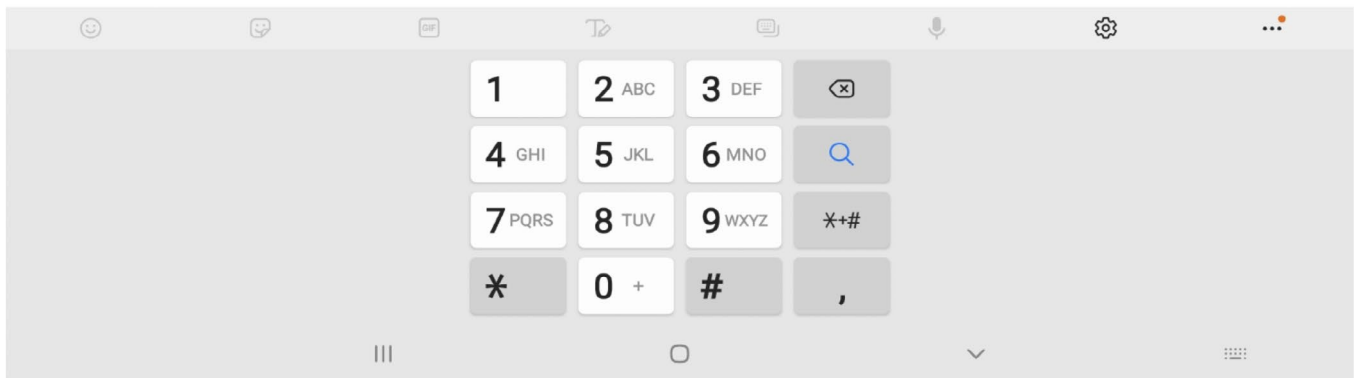 GIF
1 2 ABC 3 DEF
4 GHI 5 JKL 6 MNO
7 PQRS 8 TUV 9 WXYZ *+#
* 0 + # ,